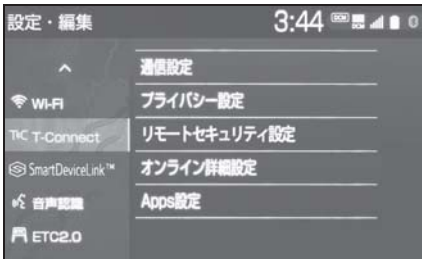 設定・編集
3:44 DCM 0
通信設定
Wi-Fi
プライバシー設定
T-Connect
リモートセキュリティ設定
SmartDeviceLink™
オンライン詳細設定
音声認識
Apps設定
ETC2.0